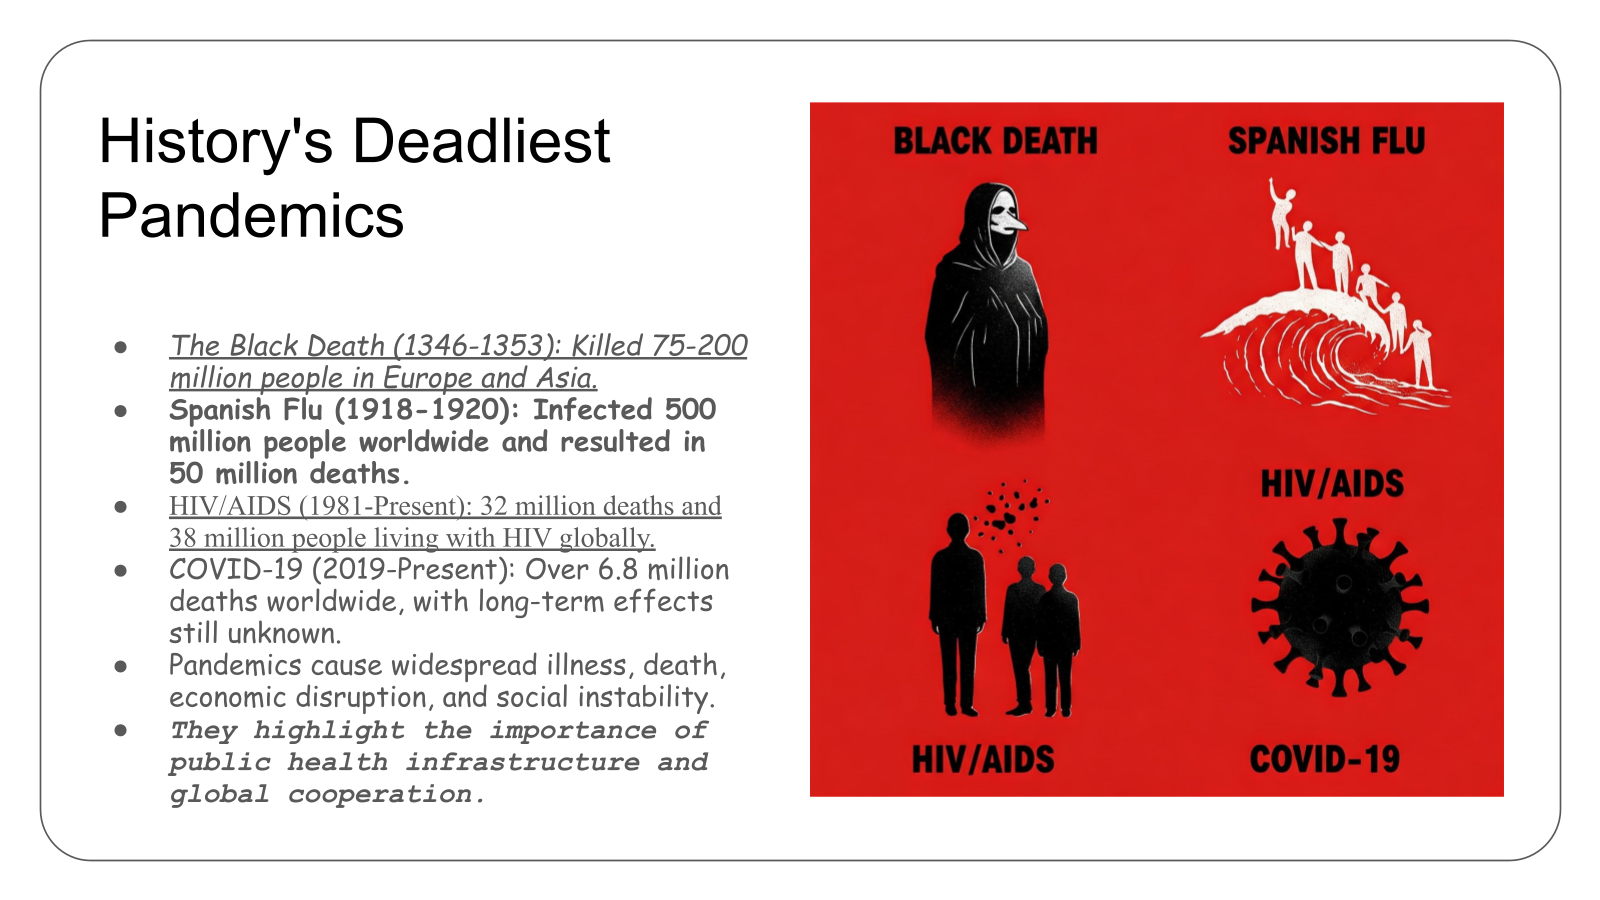 History's Deadliest
Pandemics
● The Black Death (1346-1353): Killed 75-200
million people in Europe and Asia.
● Spanish Flu (1918-1920): Infected 500
million people worldwide and resulted in
50 million deaths.
● HIV/AIDS (1981-Present): 32 million deaths and
38 million people living with HIV globally.
● COVID-19 (2019-Present): Over 6.8 million
deaths worldwide, with long-term effects
still unknown.
● Pandemics cause widespread illness, death,
economic disruption, and social instability.
● They highlight the importance of
public health infrastructure and
global cooperation.
BLACK DEATH
SPANISH FLU
HIV/AIDS
HIV/AIDS
COVID-19